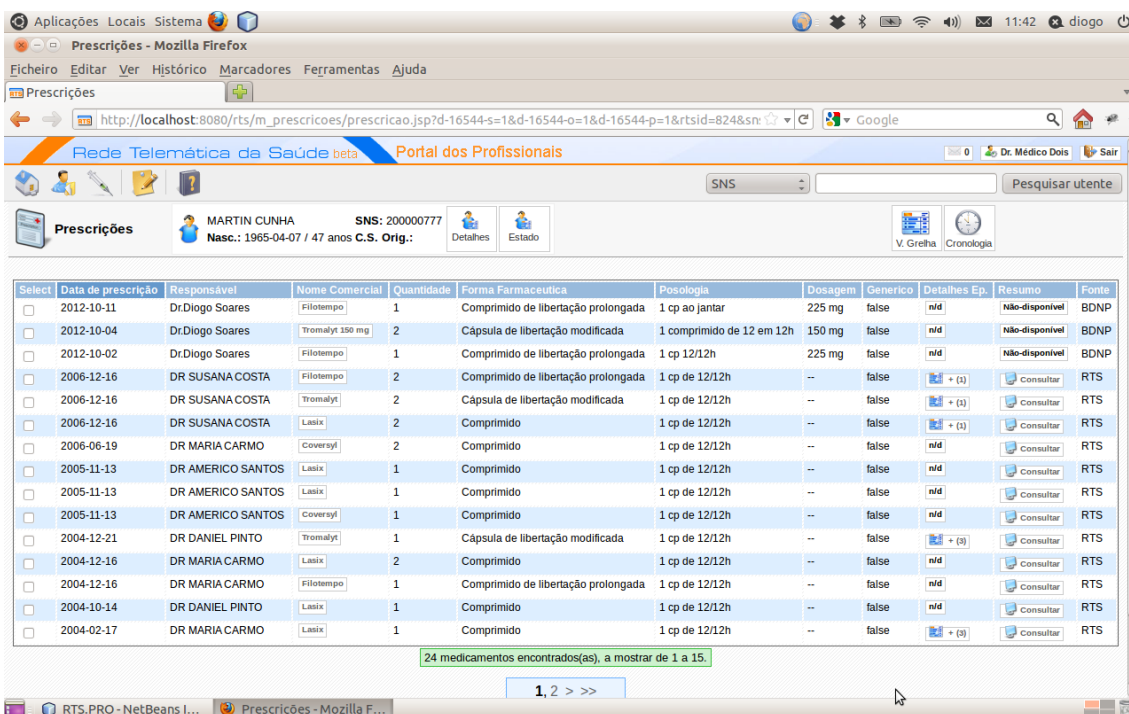 Aplicações Locais Sistema 11:42 diogo
Prescrições - Mozilla Firefox
Ficheiro Editar Ver Histórico Marcadores Ferramentas Ajuda
RTS Prescrições
RTS http://localhost:8080/rts/m_prescricoes/prescricao.jsp?d-16544-s=1&d-16544-o=1&d-16544-p=1&rtsid=824&sn Google
Rede Telemática da Saúde beta Portal dos Profissionais 0 Dr. Médico Dois Sair
SNS Pesquisar utente
Prescrições MARTIN CUNHA SNS: 200000777
Nasc.: 1965-04-07 / 47 anos C.S. Orig.: Detalhes Estado V. Grelha Cronologia
Select Data de prescrição Responsável Nome Comercial Quantidade Forma Farmaceutica Posologia Dosagem Generico Detalhes Ep. Resumo Fonte
2012-10-11 Dr.Diogo Soares Filotempo 1 Comprimido de libertação prolongada 1 cp ao jantar 225 mg false n/d Não-disponível BDNP
2012-10-04 Dr.Diogo Soares Tromalyt 150 mg 2 Cápsula de libertação modificada 1 comprimido de 12 em 12h 150 mg false n/d Não-disponível BDNP
2012-10-02 Dr.Diogo Soares Filotempo 1 Comprimido de libertação prolongada 1 cp 12/12h 225 mg false n/d Não-disponível BDNP
2006-12-16 DR SUSANA COSTA Filotempo 2 Comprimido de libertação prolongada 1 cp de 12/12h -- false + (1) Consultar RTS
2006-12-16 DR SUSANA COSTA Tromalyt 2 Cápsula de libertação modificada 1 cp de 12/12h -- false + (1) Consultar RTS
2006-12-16 DR SUSANA COSTA Lasix 2 Comprimido 1 cp de 12/12h -- false + (1) Consultar RTS
2006-06-19 DR MARIA CARMO Coversyl 2 Comprimido 1 cp de 12/12h -- false n/d Consultar RTS
2005-11-13 DR AMERICO SANTOS Lasix 1 Comprimido 1 cp de 12/12h -- false n/d Consultar RTS
2005-11-13 DR AMERICO SANTOS Lasix 1 Comprimido 1 cp de 12/12h -- false n/d Consultar RTS
2005-11-13 DR AMERICO SANTOS Coversyl 1 Comprimido 1 cp de 12/12h -- false n/d Consultar RTS
2004-12-21 DR DANIEL PINTO Tromalyt 1 Cápsula de libertação modificada 1 cp de 12/12h -- false + (3) Consultar RTS
2004-12-16 DR MARIA CARMO Lasix 2 Comprimido 1 cp de 12/12h -- false n/d Consultar RTS
2004-12-16 DR MARIA CARMO Filotempo 1 Comprimido de libertação prolongada 1 cp de 12/12h -- false n/d Consultar RTS
2004-10-14 DR DANIEL PINTO Lasix 1 Comprimido 1 cp de 12/12h -- false n/d Consultar RTS
2004-02-17 DR MARIA CARMO Lasix 1 Comprimido 1 cp de 12/12h -- false + (3) Consultar RTS
24 medicamentos encontrados(as), a mostrar de 1 a 15.
1, 2 > >>
RTS.PRO - NetBeans I... Prescrições - Mozilla F...